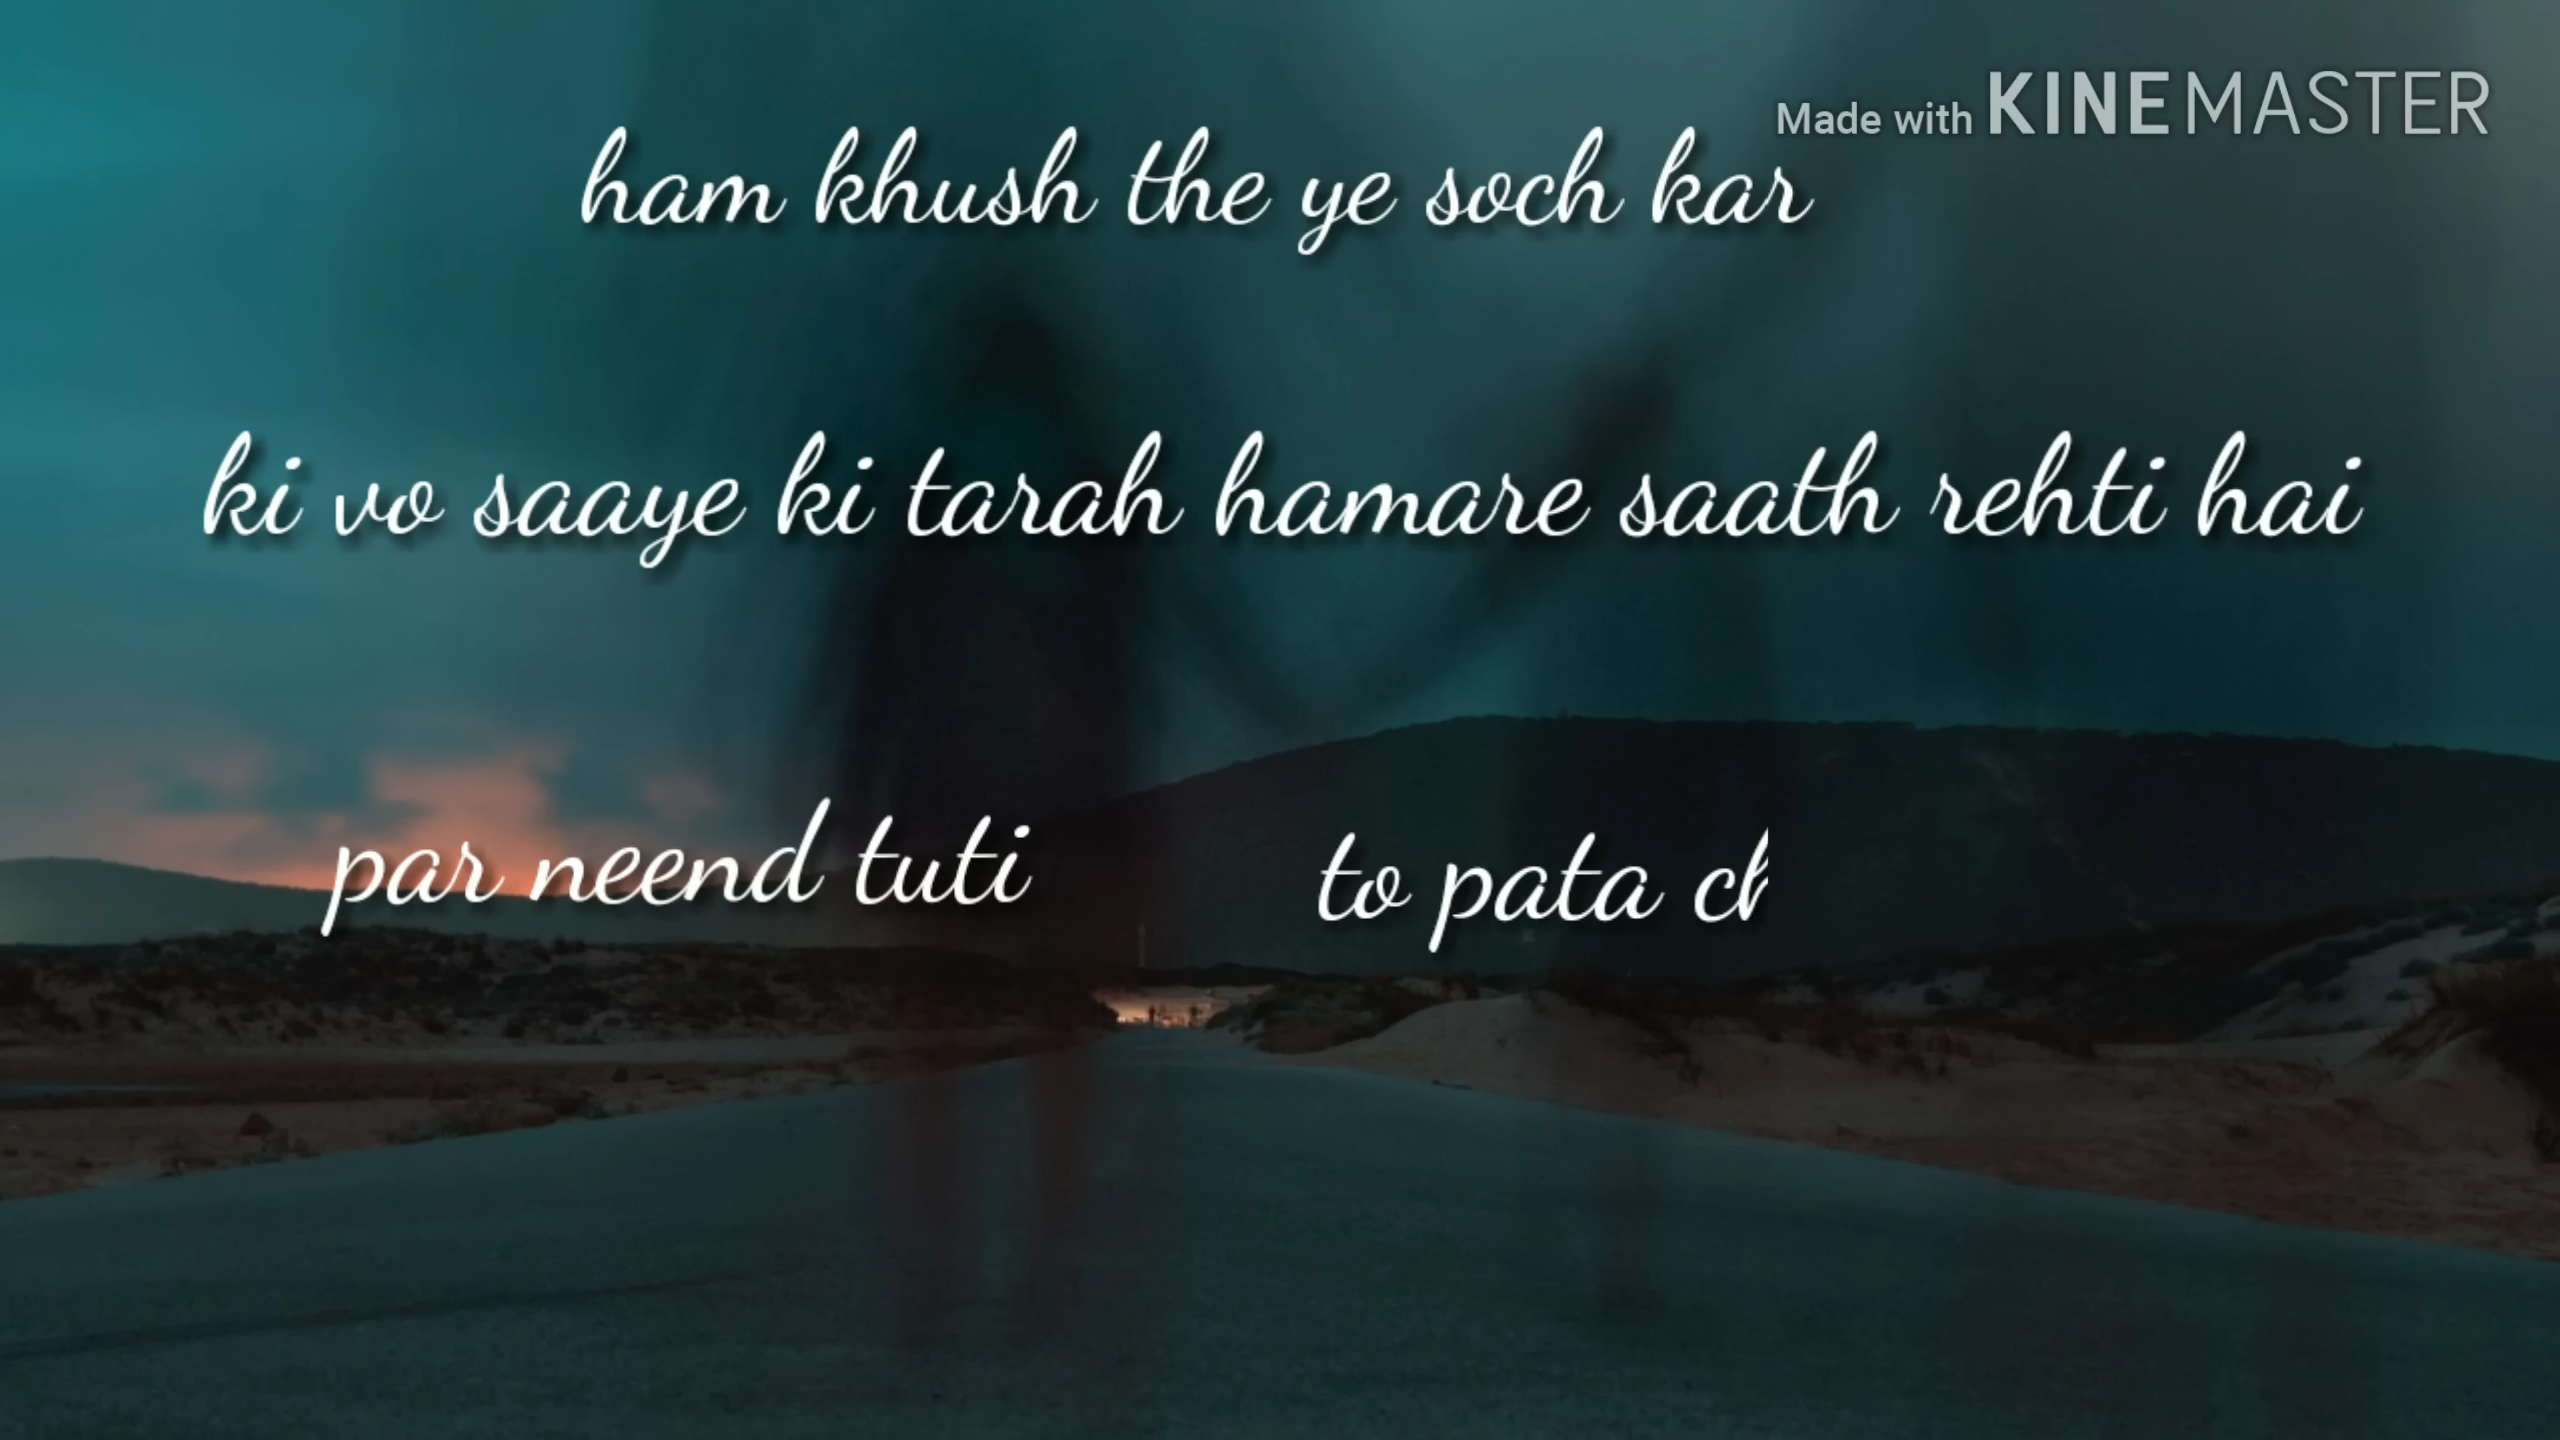 Made with KINEMASTER
ham khush the ye soch kar
ki vo saaye ki tarah hamare saath rehti hai
par neend tuti to pata